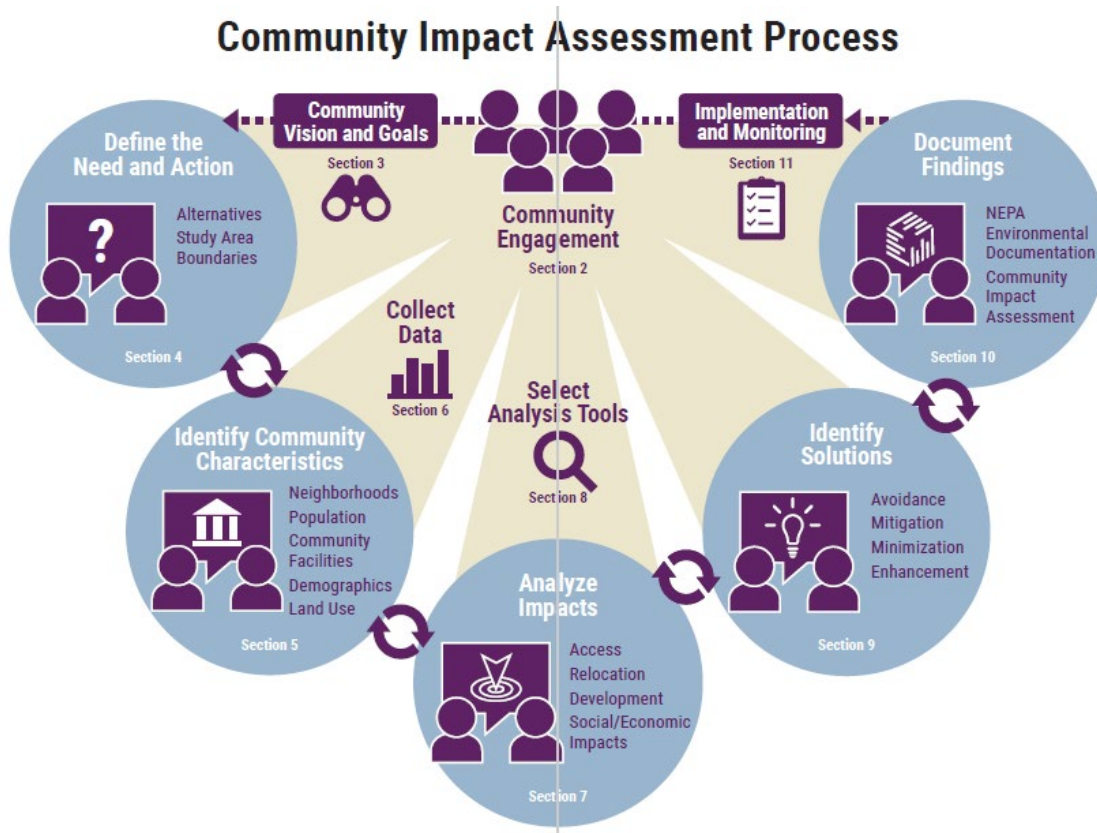 Community Impact Assessment Process
Community
Vision and Goals
Section 3
Community
Engagement
Section 2
Implementation
and Monitoring
Section 11
Define the
Need and Action
Alternatives
Study Area
Boundaries
Section 4
Document
Findings
NEPA
Environmental
Documentation
Community
Impact
Assessment
Section 10
Collect
Data
Section 6
Select
Analysis Tools
Section 8
Identify Community
Characteristics
Neighborhoods
Population
Community
Facilities
Demographics
Land Use
Section 5
Analyze
Impacts
Access
Relocation
Development
Social/Economic
Impacts
Section 7
Identify
Solutions
Avoidance
Mitigation
Minimization
Enhancement
Section 9
?